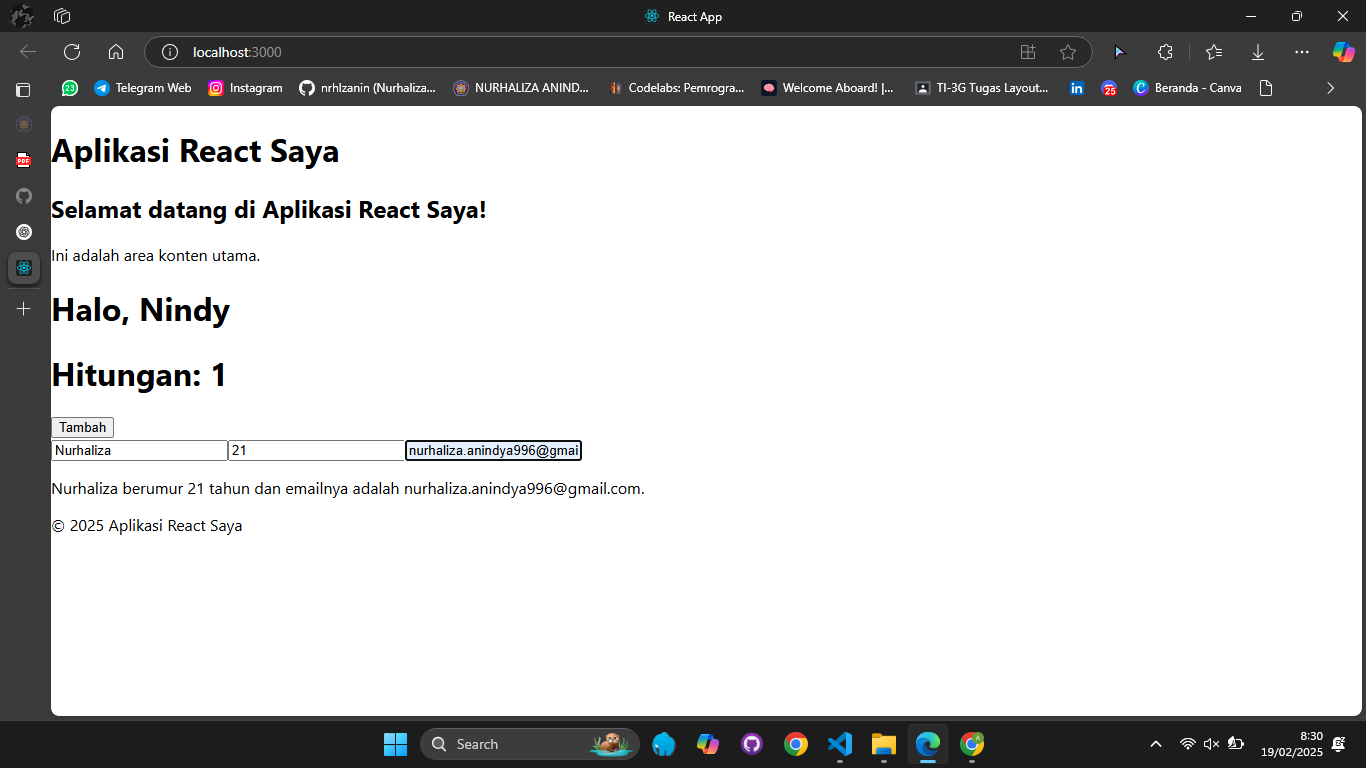 React App
localhost:3000
23
Telegram Web
Instagram
nrhlzanin (Nurhaliza...
NURHALIZA ANIND...
Codelabs: Pemrogra...
Welcome Aboard! |...
TI-3G Tugas Layout...
25
Beranda - Canva
PDF
Aplikasi React Saya
Selamat datang di Aplikasi React Saya!
Ini adalah area konten utama.
Halo, Nindy
Hitungan: 1
Tambah
Nurhaliza
21
nurhaliza.anindya996@gmai
Nurhaliza berumur 21 tahun dan emailnya adalah nurhaliza.anindya996@gmail.com.
© 2025 Aplikasi React Saya
Search
8:30
19/02/2025